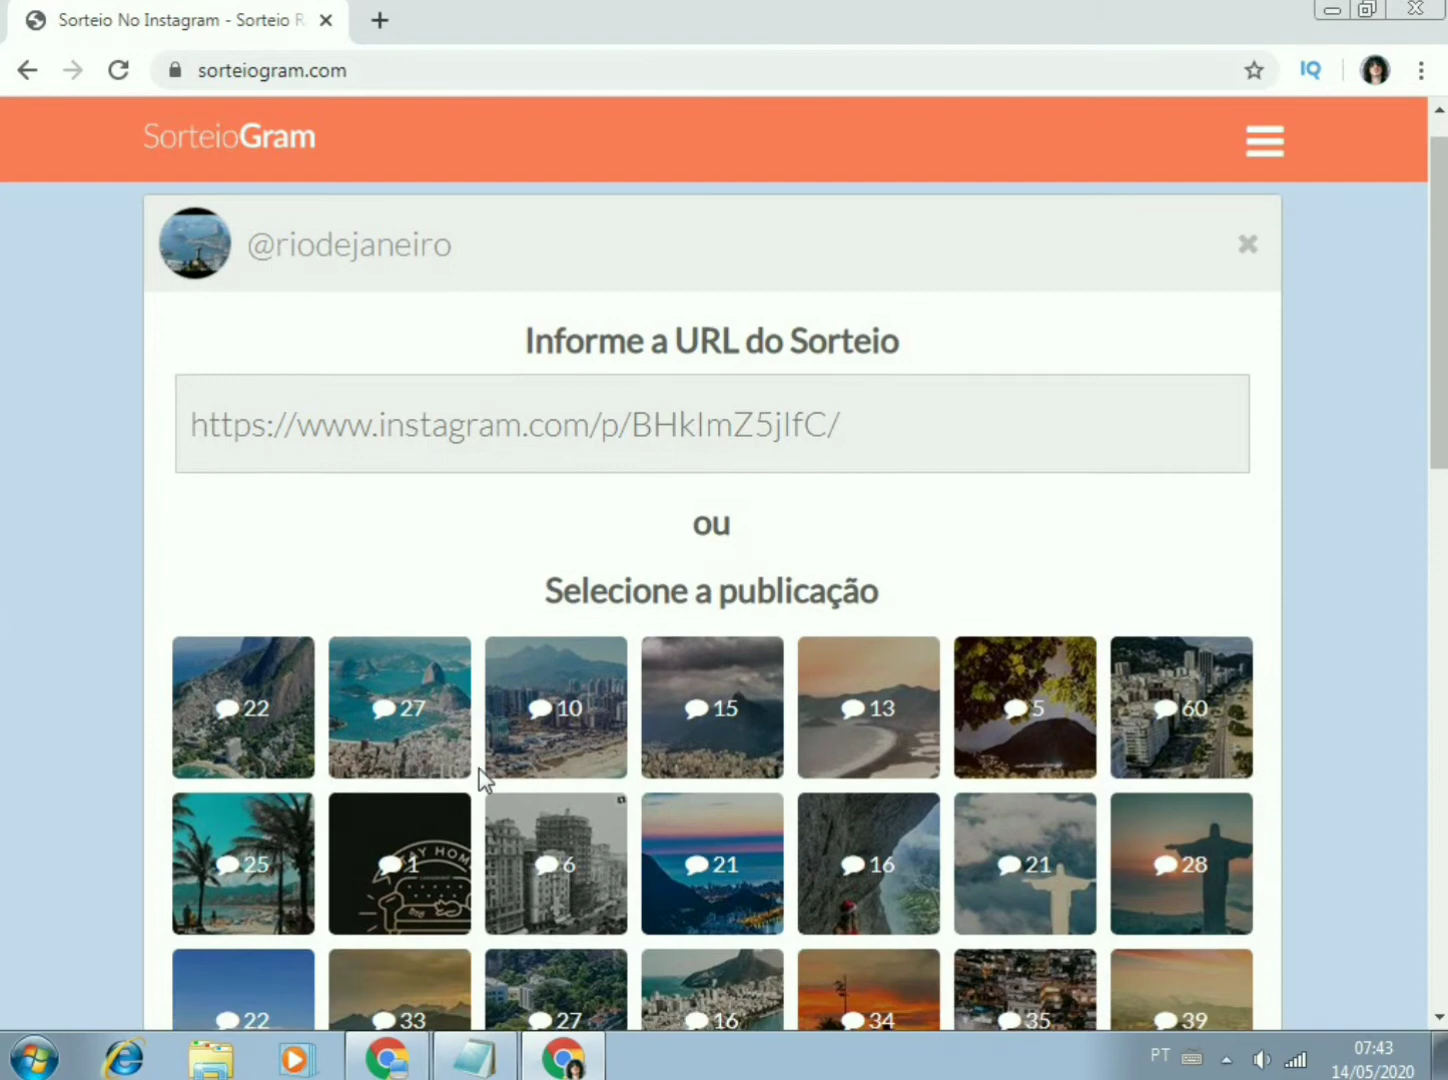 Sorteio No Instagram - Sorteio R
sorteiogram.com
IQ
SorteioGram
@riodejaneiro
Informe a URL do Sorteio
https://www.instagram.com/p/BHkImZ5jIfC/
ou
Selecione a publicação
22 27 10 15 13 5 60
25 1 6 21 16 21 28
22 33 27 16 34 35 39
PT
07:43
14/05/2020